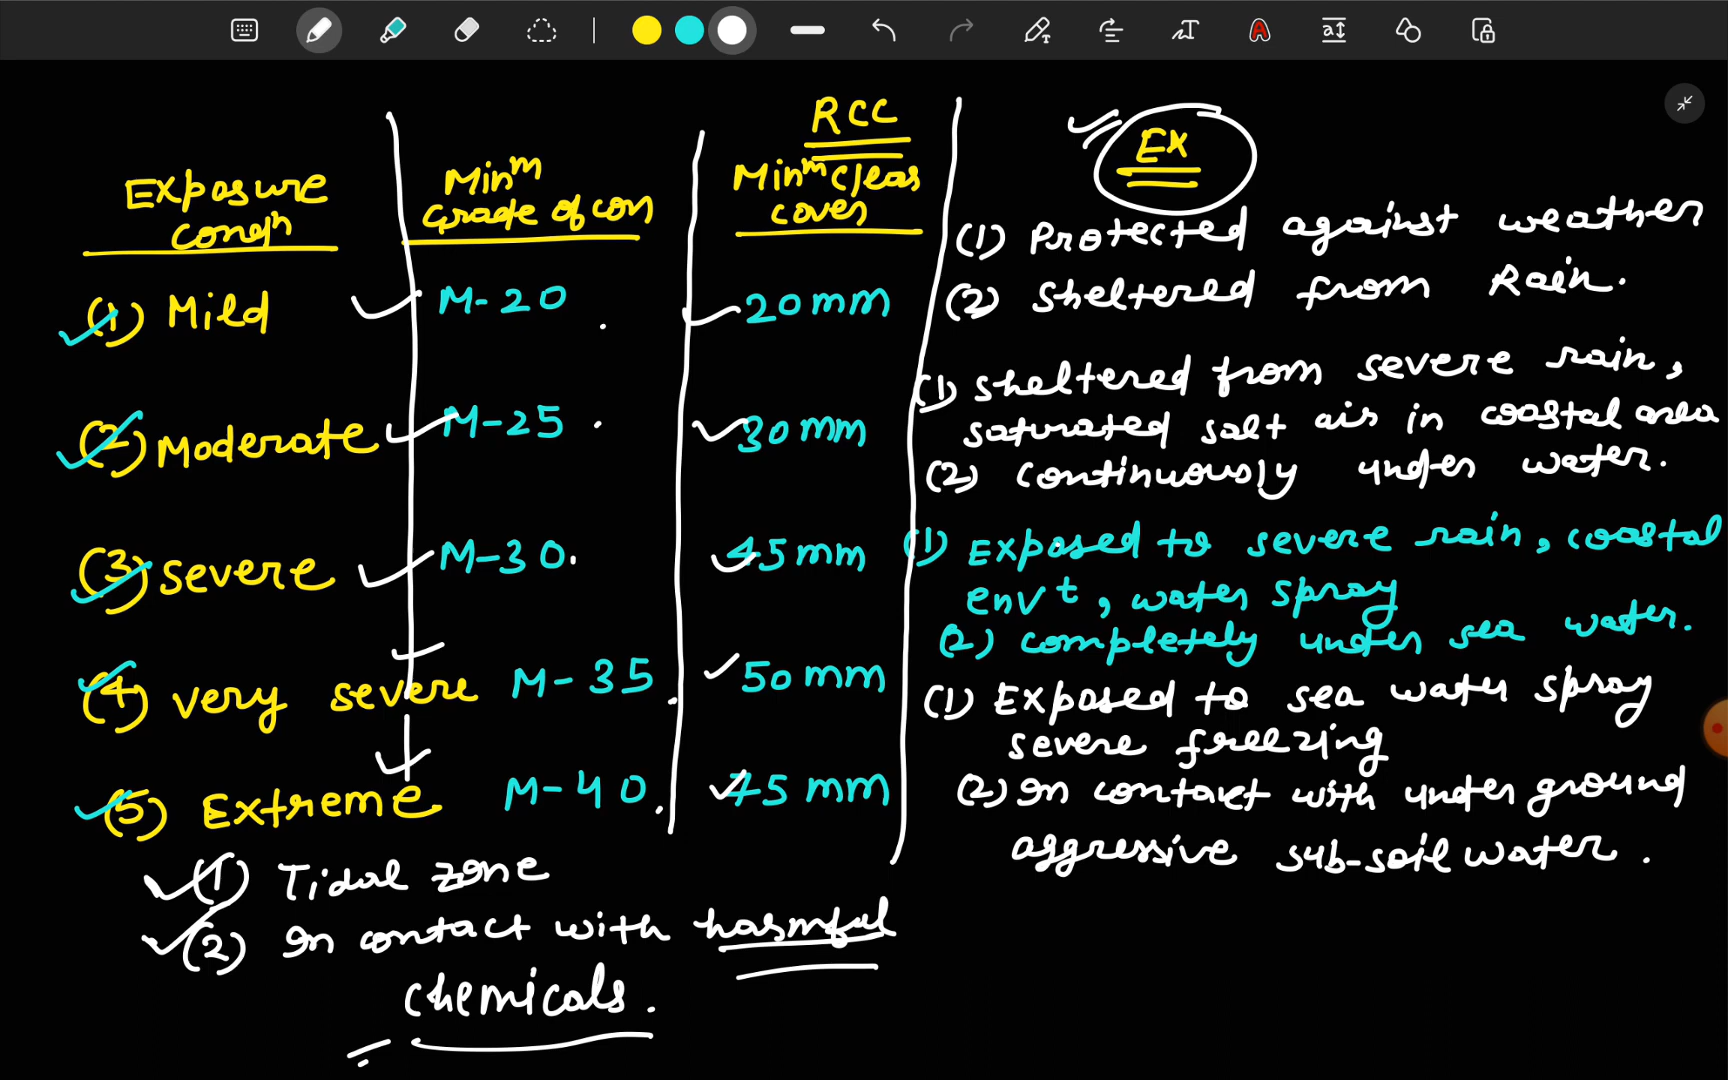 RCC
EX
Exposure
condn
Minm
Grade of con
Minm clear
cover
(1) Mild
M-20
20 mm
(1) Protected against weather
(2) Sheltered from Rain.
(2) Moderate
M-25
30 mm
(1) Sheltered from severe rain,
saturated salt air in coastal area
(2) continuously under water.
(3) severe
M-30
45 mm
(1) Exposed to severe rain, coastal
envt, water spray
(2) completely under sea water.
(4) very severe
M-35
50 mm
(1) Exposed to sea water spray
severe freezing
(2) In contact with under ground
aggressive sub-soil water.
(5) Extreme
M-40
75 mm
(1) Tidal zone
(2) In contact with harmful
chemicals.